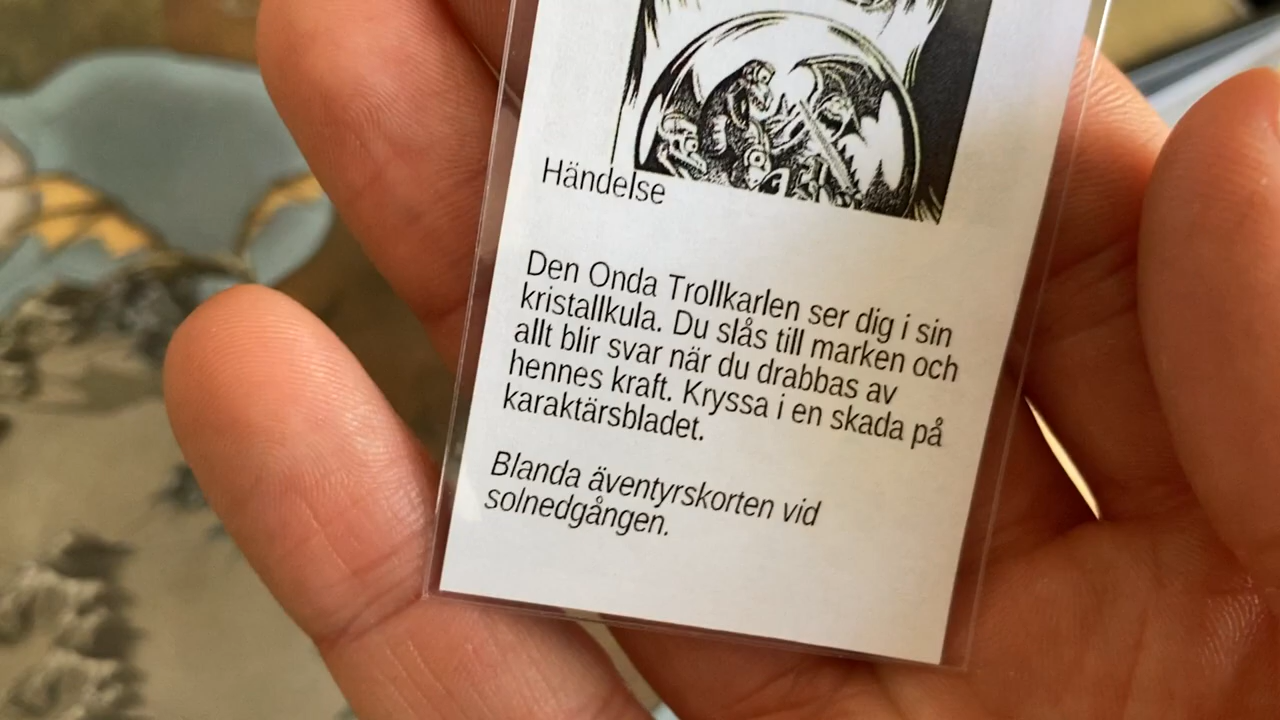 Händelse
Den Onda Trollkarlen ser dig i sin
kristallkula. Du slås till marken och
allt blir svar när du drabbas av
hennes kraft. Kryssa i en skada på
karaktärsbladet.
Blanda äventyrskorten vid
solnedgången.